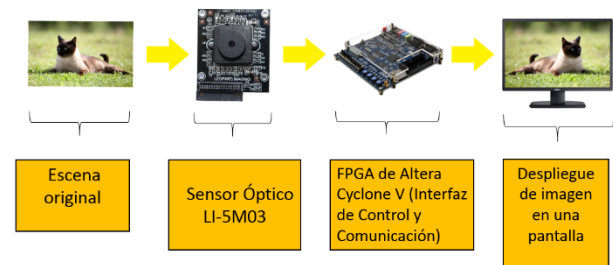 Escena
original
Sensor Óptico
LI-5M03
FPGA de Altera
Cyclone V (Interfaz
de Control y
Comunicación)
Despliegue
de imagen
en una
pantalla